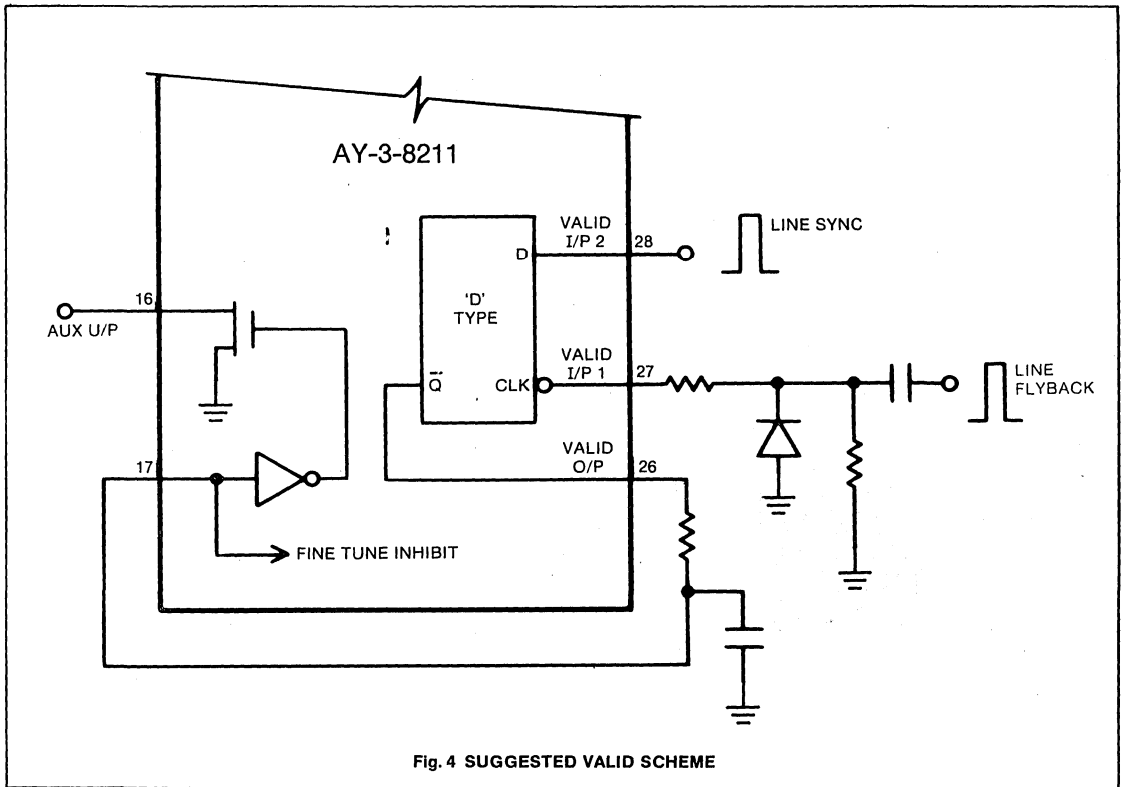 AY-3-8211
VALID
I/P 2
28
LINE SYNC
D
'D'
TYPE
16
AUX U/P
VALID
I/P 1
27
LINE
FLYBACK
Q̅
CLK
VALID
O/P
26
17
FINE TUNE INHIBIT
Fig. 4 SUGGESTED VALID SCHEME